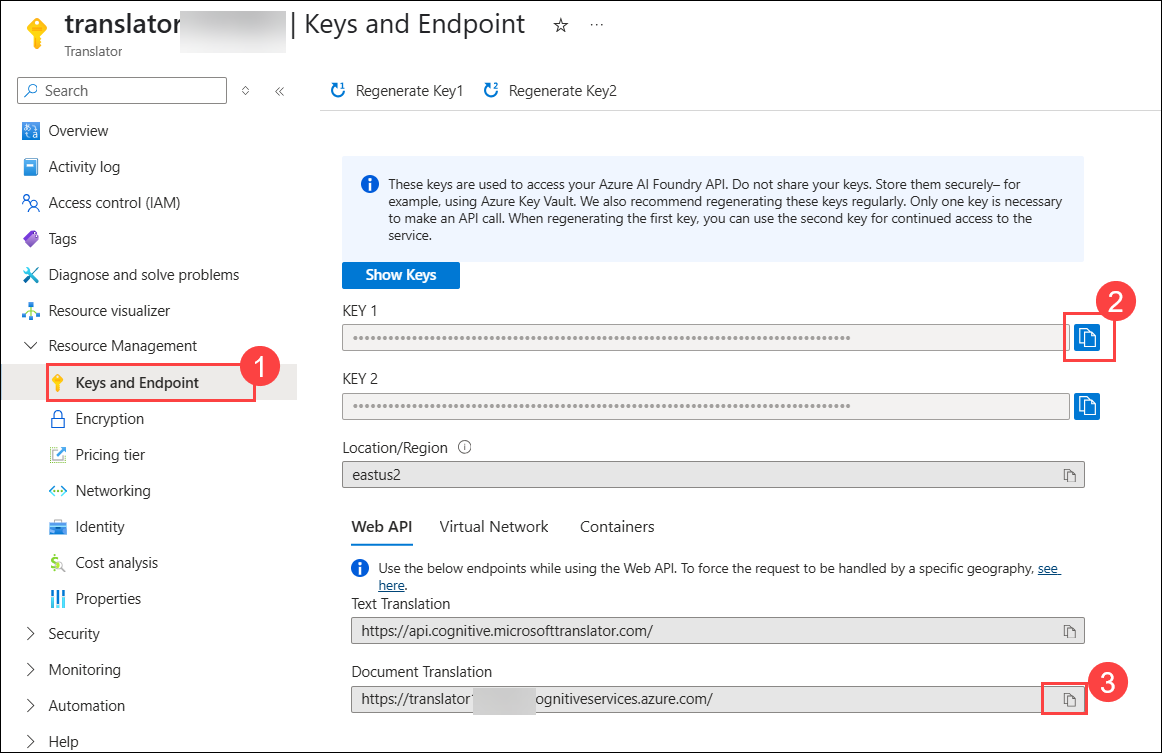 translator | Keys and Endpoint
Translator
Search
Regenerate Key1
Regenerate Key2
Overview
Activity log
Access control (IAM)
Tags
Diagnose and solve problems
Resource visualizer
Resource Management
Keys and Endpoint
1
Encryption
Pricing tier
Networking
Identity
Cost analysis
Properties
Security
Monitoring
Automation
Help
These keys are used to access your Azure AI Foundry API. Do not share your keys. Store them securely– for
example, using Azure Key Vault. We also recommend regenerating these keys regularly. Only one key is necessary
to make an API call. When regenerating the first key, you can use the second key for continued access to the
service.
Show Keys
KEY 1
2
KEY 2
Location/Region
eastus2
Web API
Virtual Network
Containers
Use the below endpoints while using the Web API. To force the request to be handled by a specific geography, see
here.
Text Translation
https://api.cognitive.microsofttranslator.com/
Document Translation
https://translator ognitiveservices.azure.com/
3